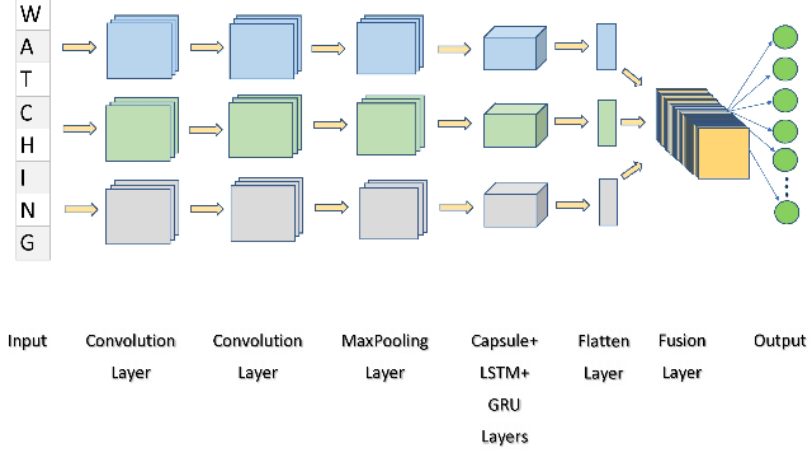 W
A
T
C
H
I
N
G
Input
Convolution
Layer
Convolution
Layer
MaxPooling
Layer
Capsule+
LSTM+
GRU
Layers
Flatten
Layer
Fusion
Layer
Output